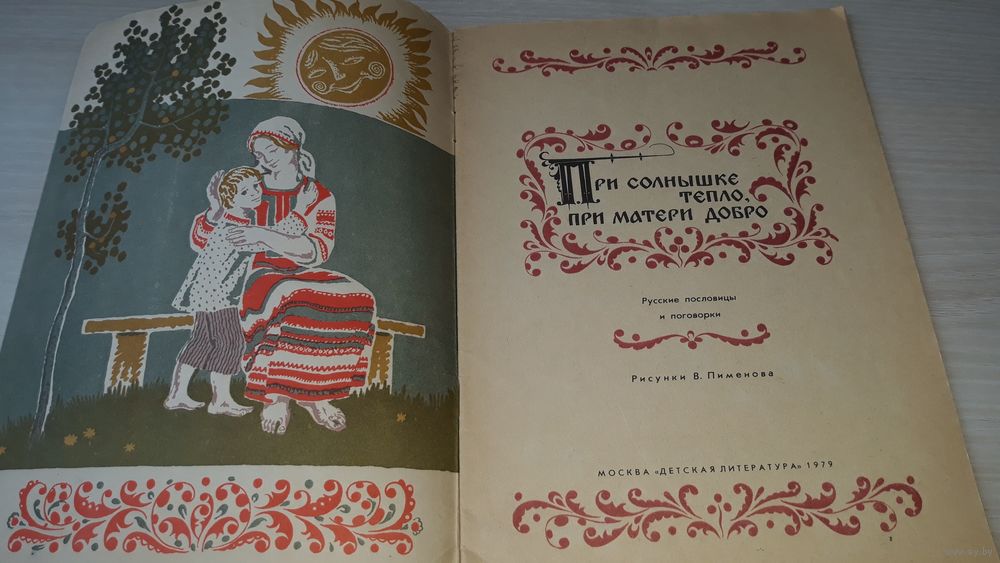 При солнышке
тепло,
при матери добро
Русские пословицы
и поговорки
Рисунки В. Пименова
МОСКВА «ДЕТСКАЯ ЛИТЕРАТУРА» 1979